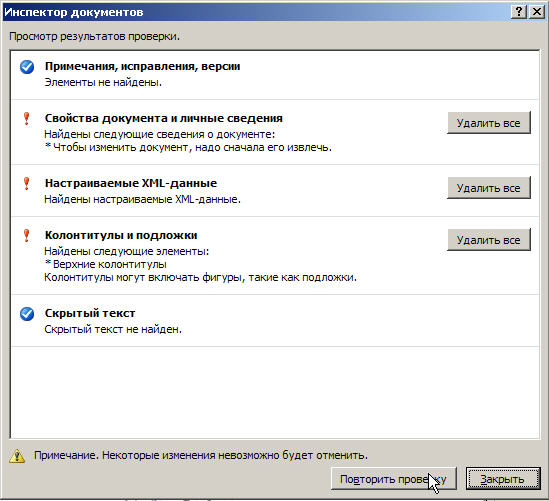 Инспектор документов
Просмотр результатов проверки.
Примечания, исправления, версии
Элементы не найдены.
Свойства документа и личные сведения
Удалить все
Найдены следующие сведения о документе:
* Чтобы изменить документ, надо сначала его извлечь.
Настраиваемые XML-данные
Удалить все
Найдены настраиваемые XML-данные.
Колонтитулы и подложки
Удалить все
Найдены следующие элементы:
* Верхние колонтитулы
Колонтитулы могут включать фигуры, такие как подложки.
Скрытый текст
Скрытый текст не найден.
Примечание. Некоторые изменения невозможно будет отменить.
Повторить проверку
Закрыть